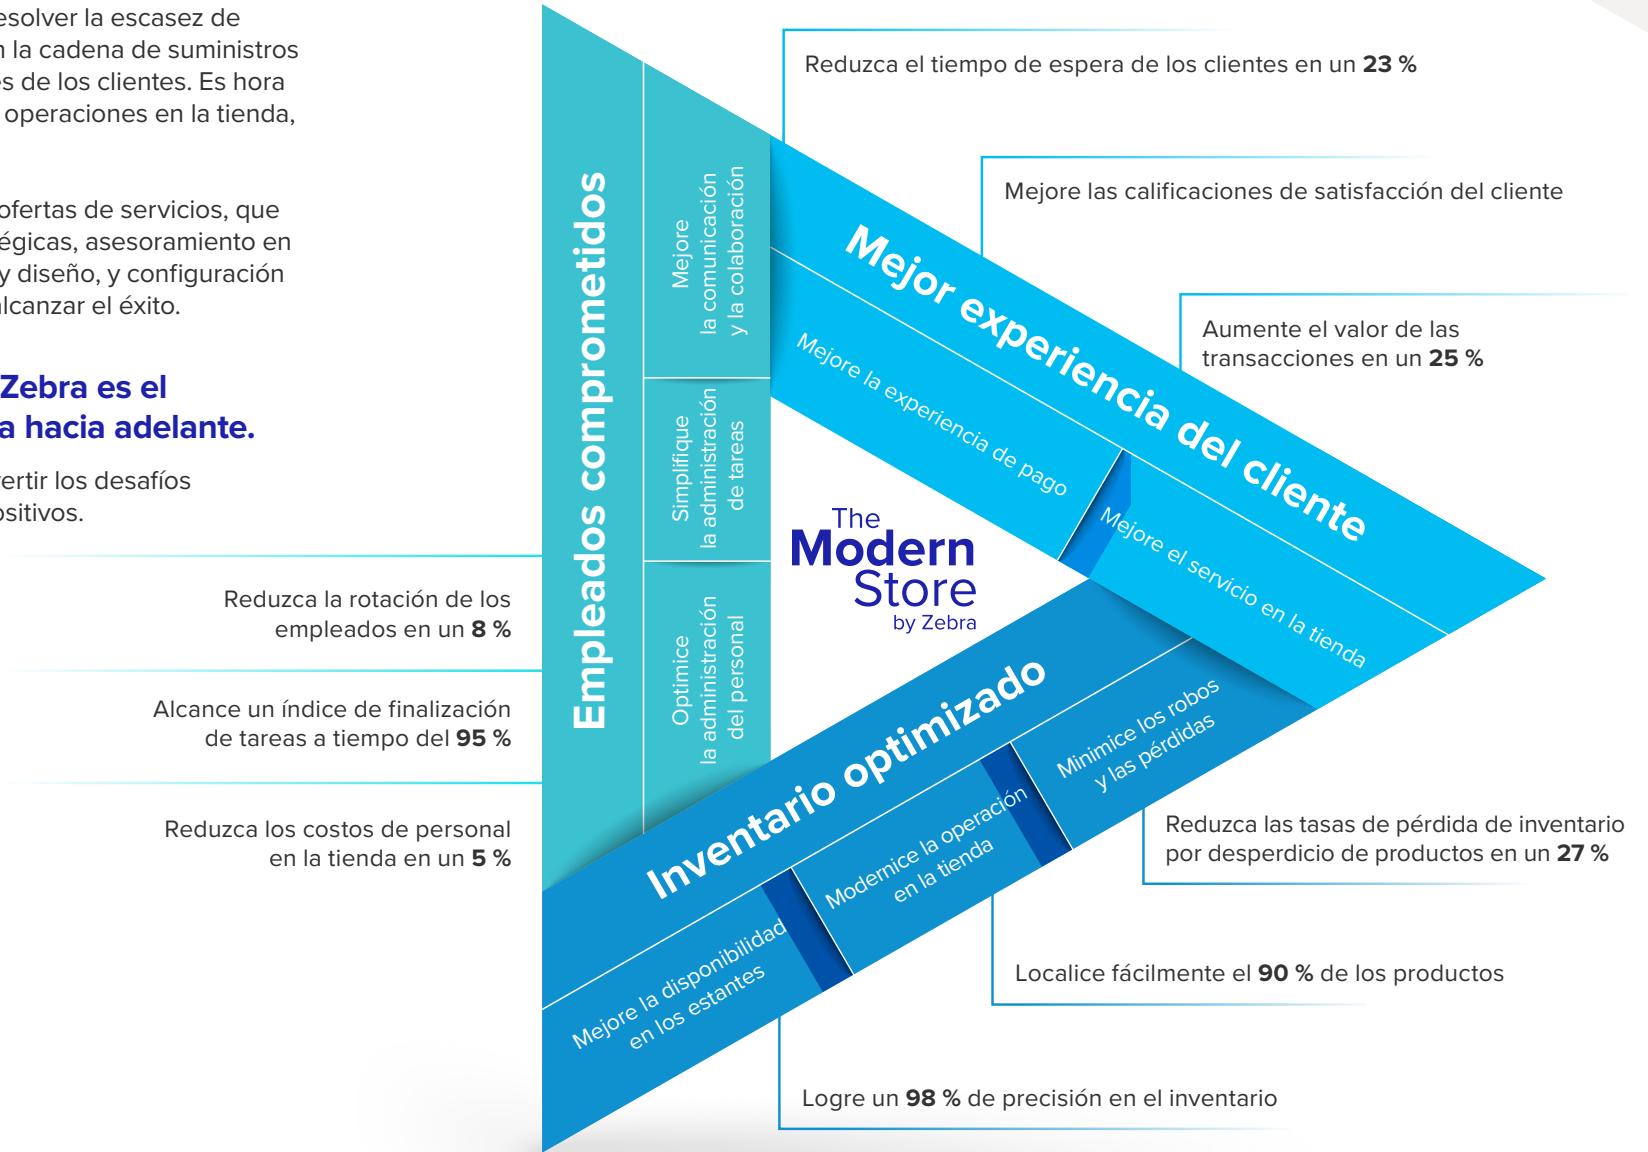 esolver la escasez de
la cadena de suministros
s de los clientes. Es hora
operaciones en la tienda,
ofertas de servicios, que
égicas, asesoramiento en
y diseño, y configuración
alcanzar el éxito.
Zebra es el
a hacia adelante.
ertir los desafíos
ositivos.
Reduzca la rotación de los
empleados en un 8 %
Alcance un índice de finalización
de tareas a tiempo del 95 %
Reduzca los costos de personal
en la tienda en un 5 %
Empleados comprometidos
Mejore
la comunicación
y la colaboración
Simplifique
la administración
de tareas
Optimice
la administración
del personal
Reduzca el tiempo de espera de los clientes en un 23 %
Mejore las calificaciones de satisfacción del cliente
Aumente el valor de las
transacciones en un 25 %
Mejor experiencia del cliente
Mejore la experiencia de pago
Mejore el servicio en la tienda
The
Modern
Store
by Zebra
Inventario optimizado
Mejore la disponibilidad
en los estantes
Modernice la operación
en la tienda
Minimice los robos
y las pérdidas
Reduzca las tasas de pérdida de inventario
por desperdicio de productos en un 27 %
Localice fácilmente el 90 % de los productos
Logre un 98 % de precisión en el inventario